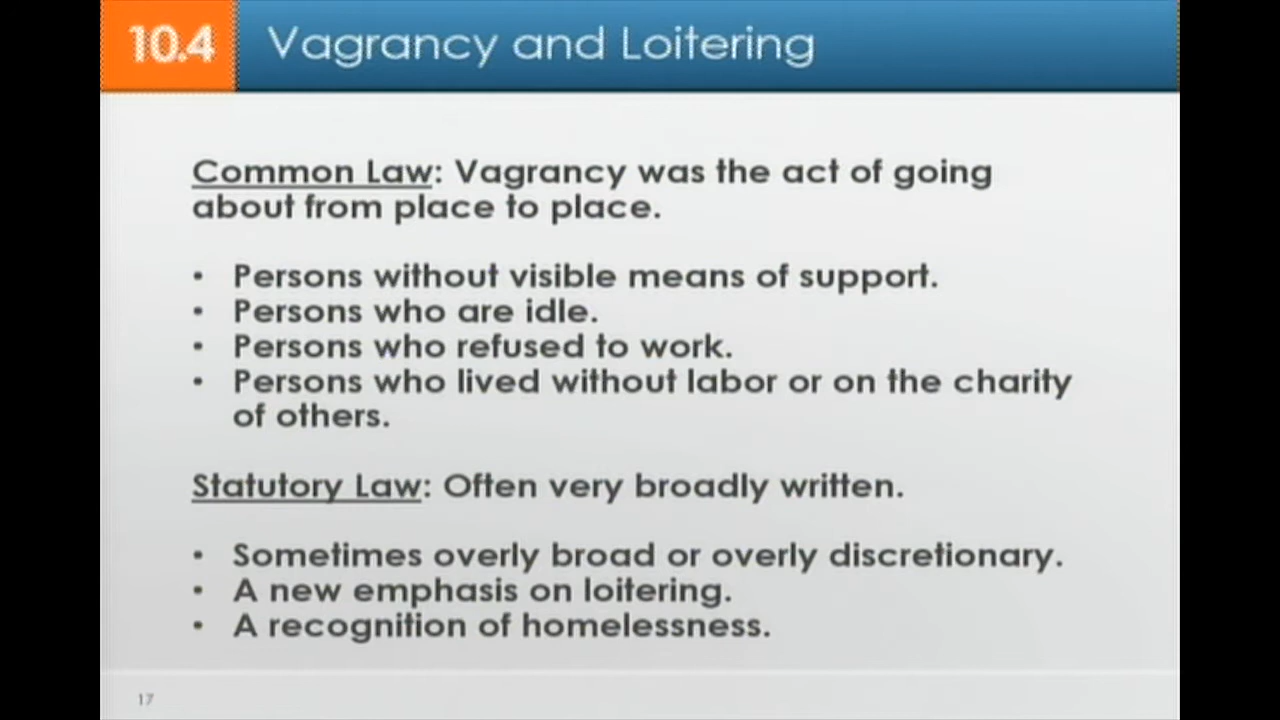 10.4 Vagrancy and Loitering
Common Law: Vagrancy was the act of going
about from place to place.
• Persons without visible means of support.
• Persons who are idle.
• Persons who refused to work.
• Persons who lived without labor or on the charity
of others.
Statutory Law: Often very broadly written.
• Sometimes overly broad or overly discretionary.
• A new emphasis on loitering.
• A recognition of homelessness.
17